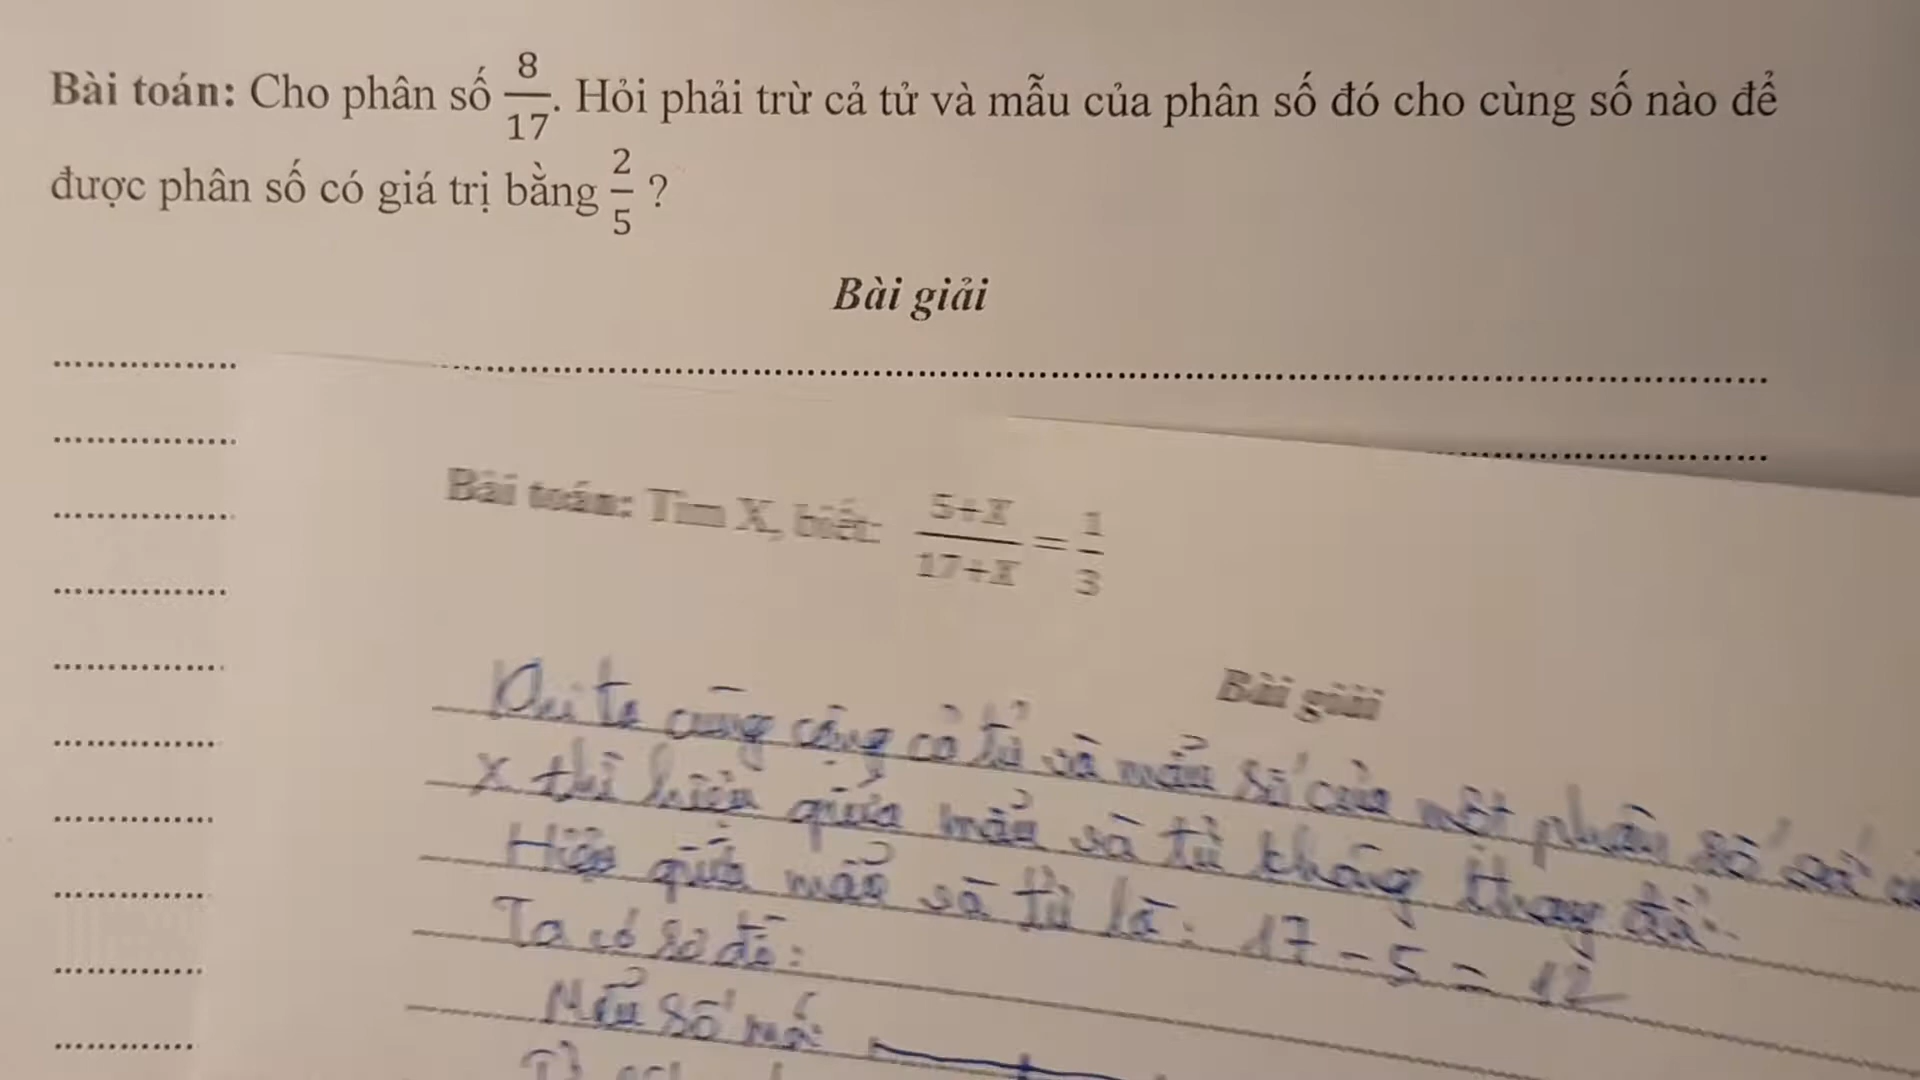 Bài toán: Cho phân số 8/17. Hỏi phải trừ cả tử và mẫu của phân số đó cho cùng số nào để
được phân số có giá trị bằng 2/5 ?
Bài giải
Bài toán: Tìm X, biết: 5+X/17+X = 1/3
Bài giải
Khi ta cùng cộng cả tử và mẫu số của một phân số với
X thì hiệu giữa mẫu và tử không thay đổi.
Hiệu giữa mẫu và tử là: 17 - 5 = 12
Ta có sơ đồ:
Mẫu số mới: